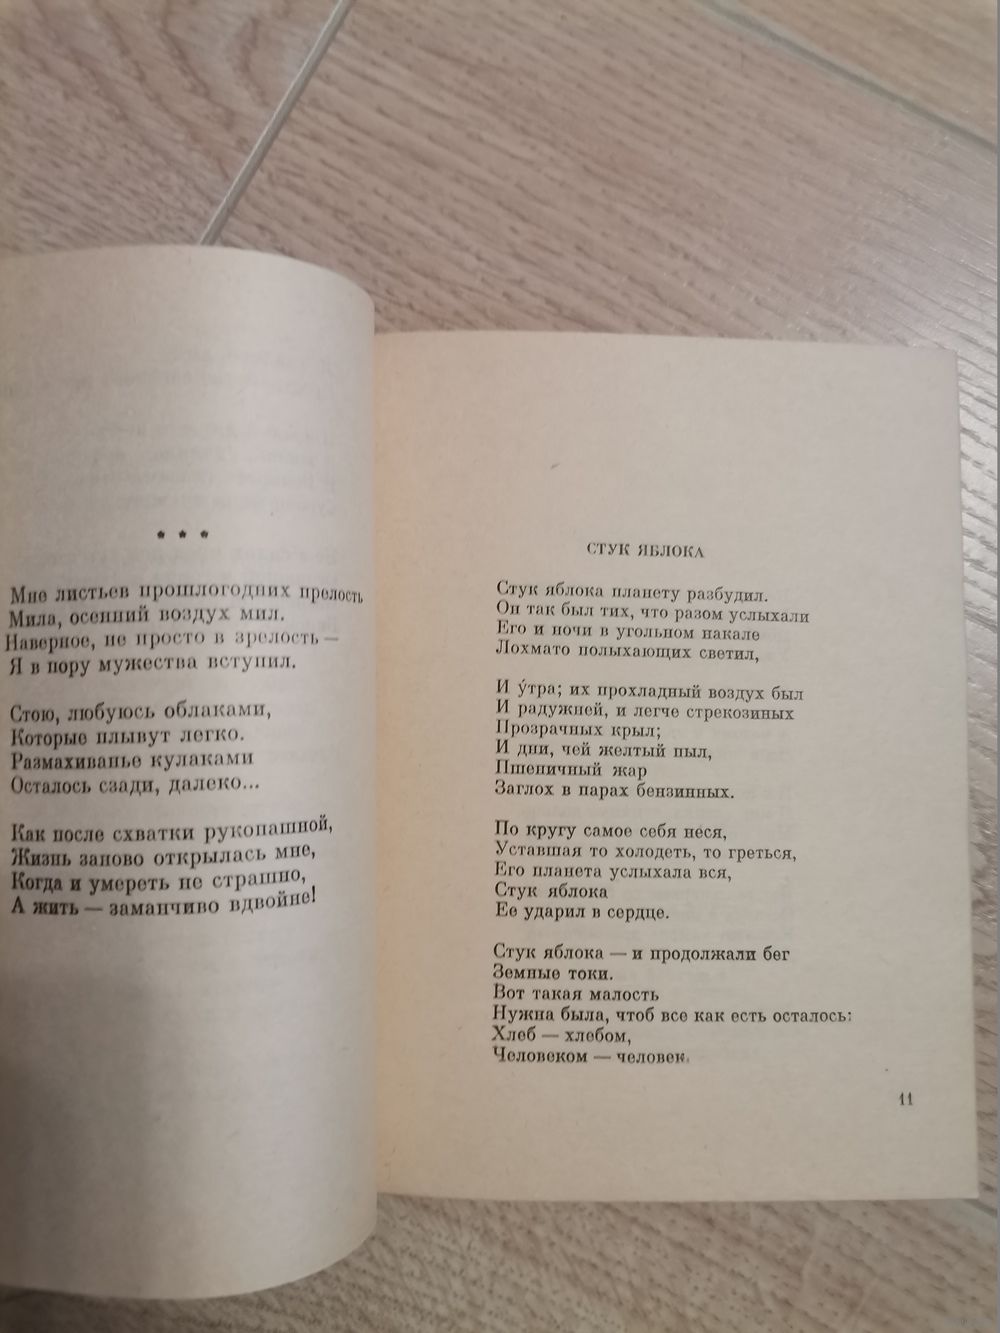 * * *
Мне листьев прошлогодних прелость
Мила, осенний воздух мил.
Наверное, не просто в зрелость —
Я в пору мужества вступил.
Стою, любуюсь облаками,
Которые плывут легко.
Размахиванье кулаками
Осталось сзади, далеко...
Как после схватки рукопашной,
Жизнь заново открылась мне,
Когда и умереть не страшно,
А жить — заманчиво вдвойне!
СТУК ЯБЛОКА
Стук яблока планету разбудил.
Он так был тих, что разом услыхали
Его и ночи в угольном накале
Лохмато полыхающих светил,
И у́тра; их прохладный воздух был
И радужней, и легче стрекозиных
Прозрачных крыл;
И дни, чей желтый пыл,
Пшеничный жар
Заглох в парах бензинных.
По кругу самое себя неся,
Уставшая то холодеть, то греться,
Его планета услыхала вся,
Стук яблока
Ее ударил в сердце.
Стук яблока — и продолжали бег
Земные токи.
Вот такая малость
Нужна была, чтоб все как есть осталось:
Хлеб — хлебом,
Человеком — человек.
11